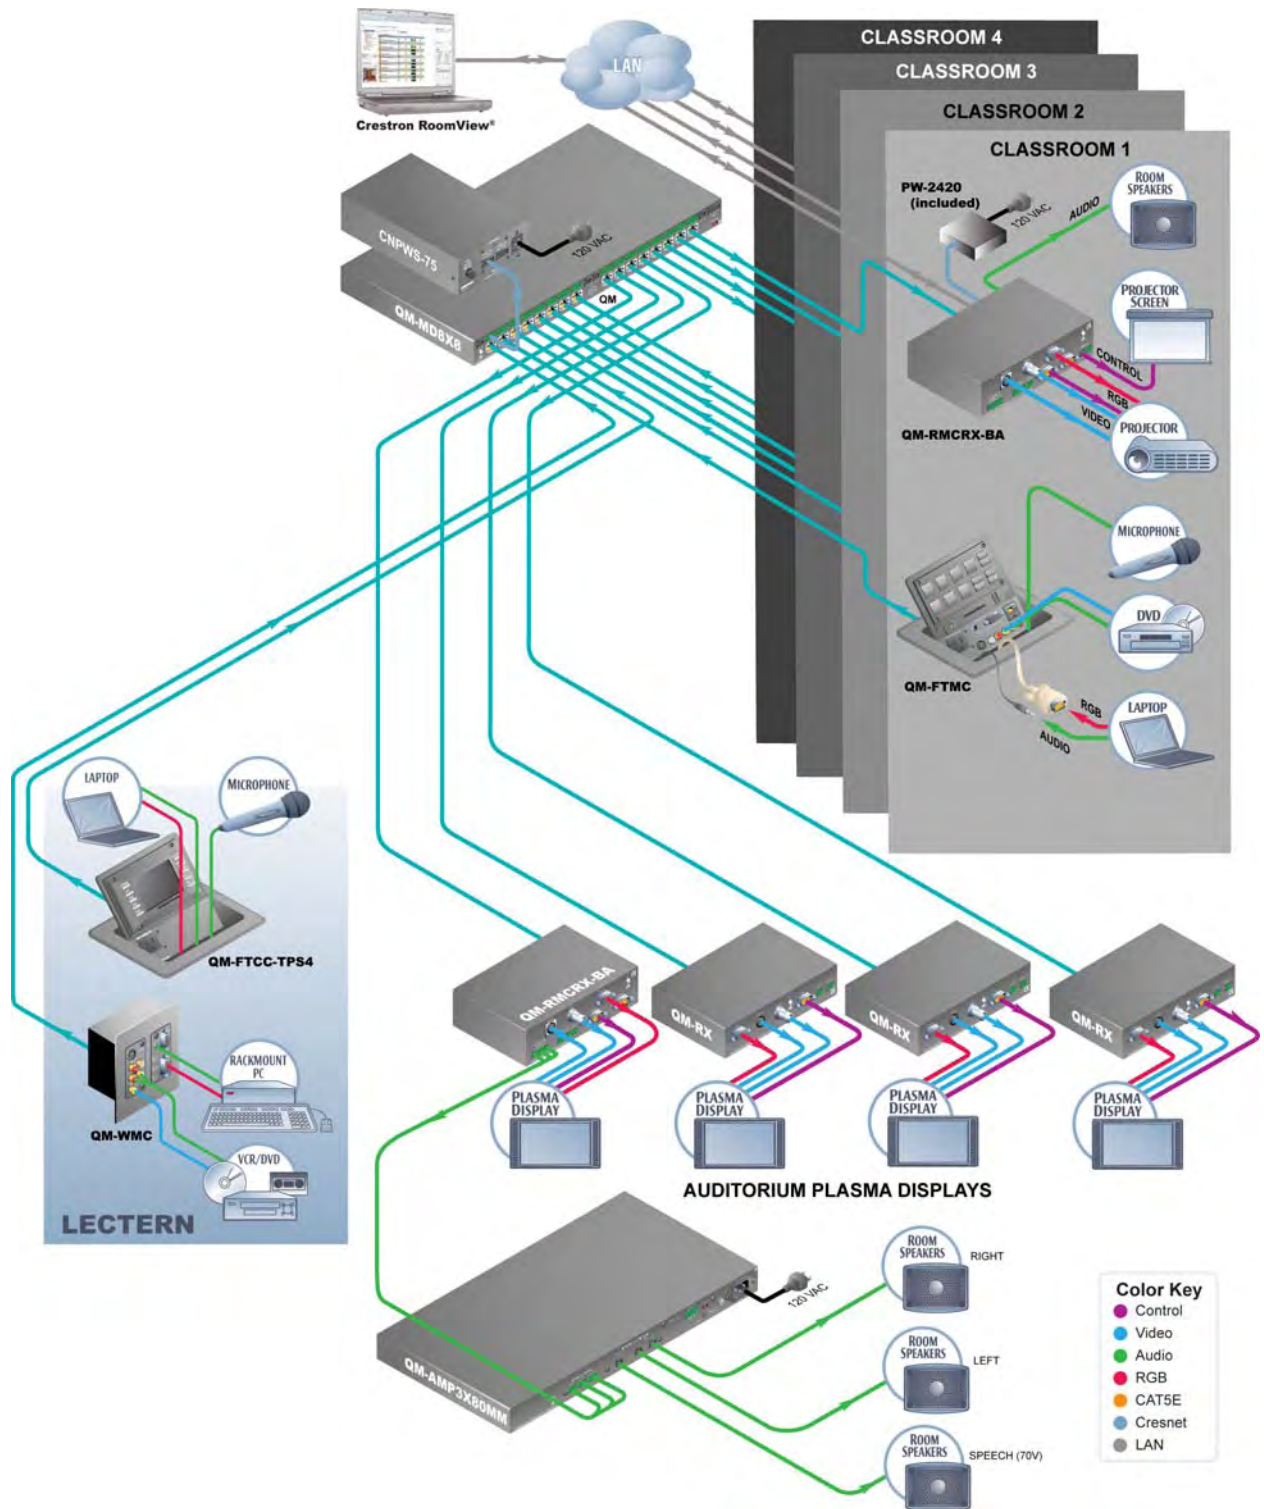 CLASSROOM 4
LAN
CLASSROOM 3
Crestron RoomView®
CLASSROOM 2
CLASSROOM 1
PW-2420
(included)
120 VAC
AUDIO
ROOM
SPEAKERS
CNPWS-75
120 VAC
QM
QM-MD8X8
PROJECTOR
SCREEN
CONTROL
RGB
VIDEO
QM-RMCRX-BA
PROJECTOR
MICROPHONE
DVD
QM-FTMC
RGB
AUDIO
LAPTOP
LAPTOP
MICROPHONE
QM-FTCC-TPS4
QM-RMCRX-BA
QM-RX
QM-RX
QM-RX
RACKMOUNT
PC
QM-WMC
PLASMA
DISPLAY
PLASMA
DISPLAY
PLASMA
DISPLAY
PLASMA
DISPLAY
VCR/DVD
LECTERN
AUDITORIUM PLASMA DISPLAYS
ROOM
SPEAKERS
RIGHT
120 VAC
ROOM
SPEAKERS
LEFT
QM-AMP3X80MM
ROOM
SPEAKERS
SPEECH (70V)
Color Key
Control
Video
Audio
RGB
CAT5E
Cresnet
LAN